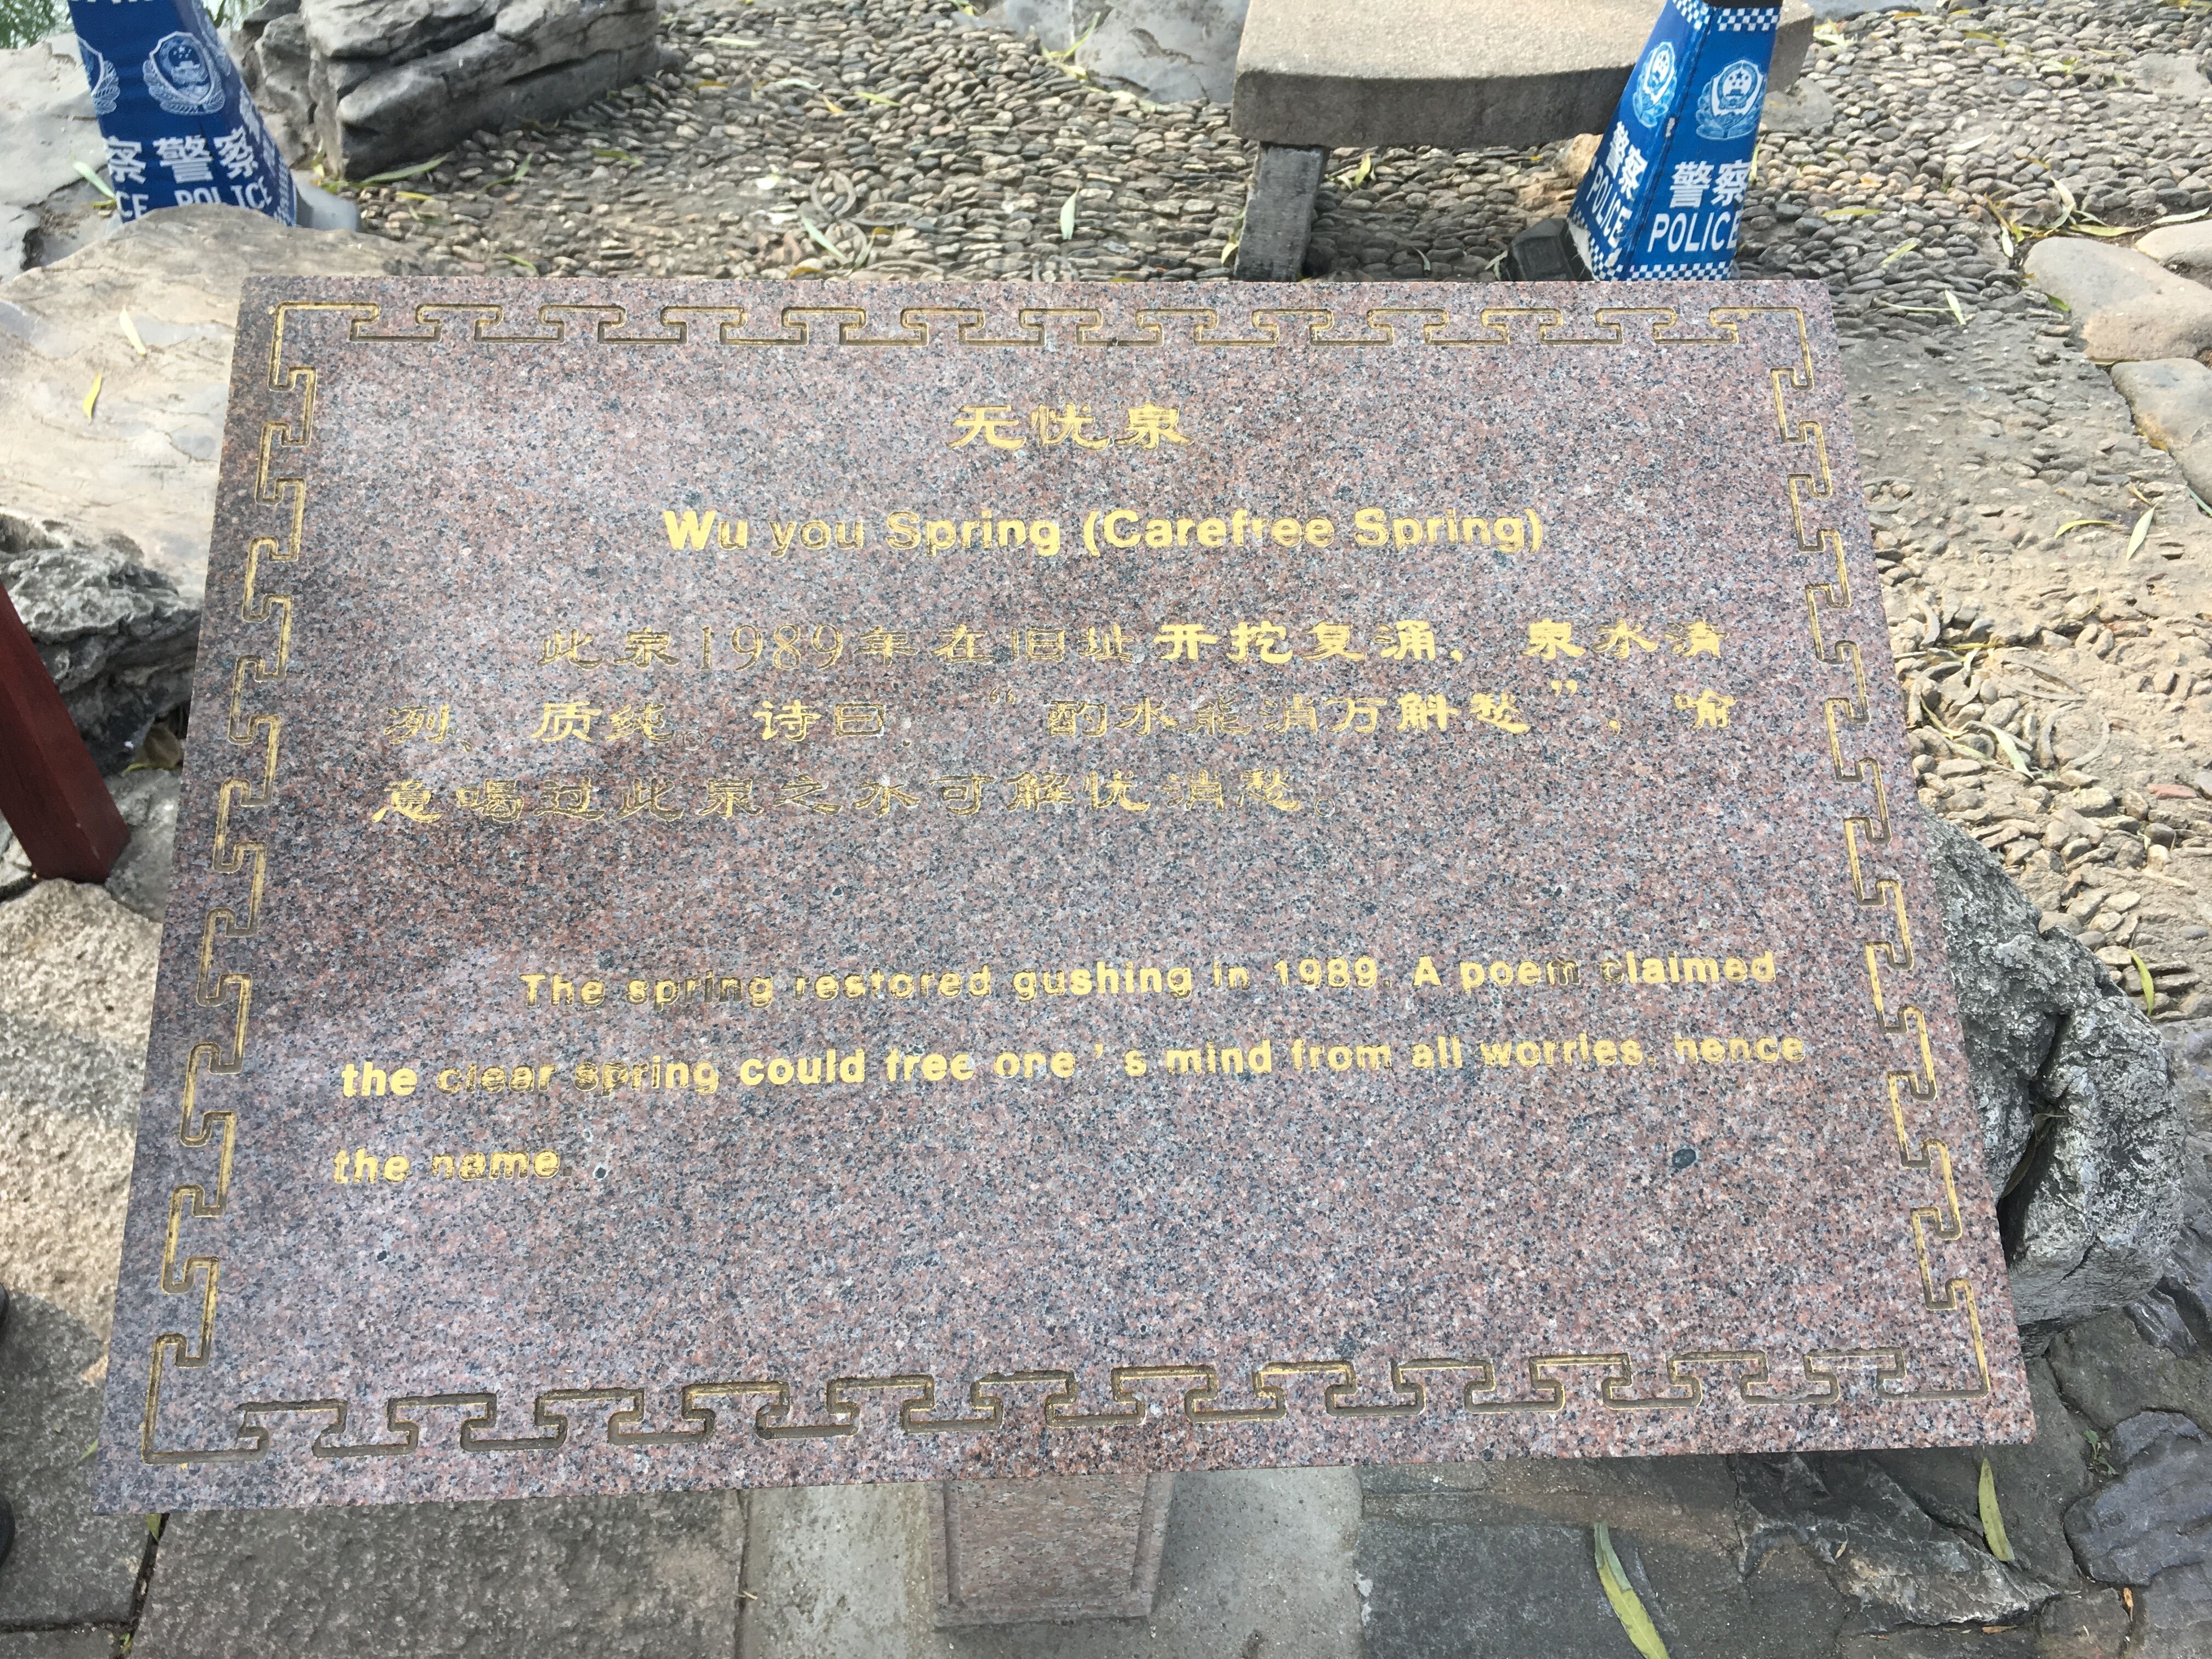 察 警察
CE POLICE
警察 警察
POLICE POLICE
无忧泉
Wu you Spring (Carefree Spring)
此泉1989年在旧址开挖复涌，泉水清
冽、质纯。诗曰：“酌水能消万斛愁”，喻
意喝过此泉之水可解忧消愁。
The spring restored gushing in 1989. A poem claimed
the clear spring could free one's mind from all worries, hence
the name.